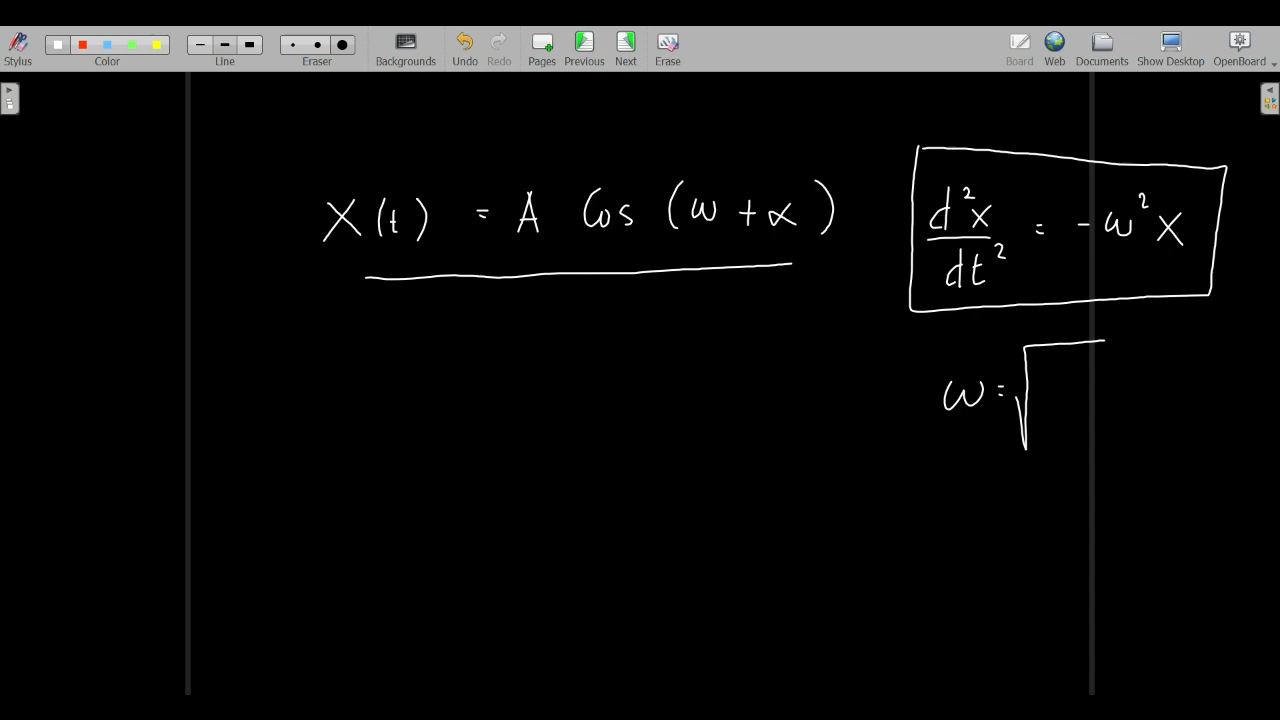 Stylus Color Line Eraser Backgrounds Undo Redo Pages Previous Next Erase Board Web Documents Show Desktop OpenBoard
X(t) = A Cos (ω + α)
d²x/dt² = - ω² X
ω = √